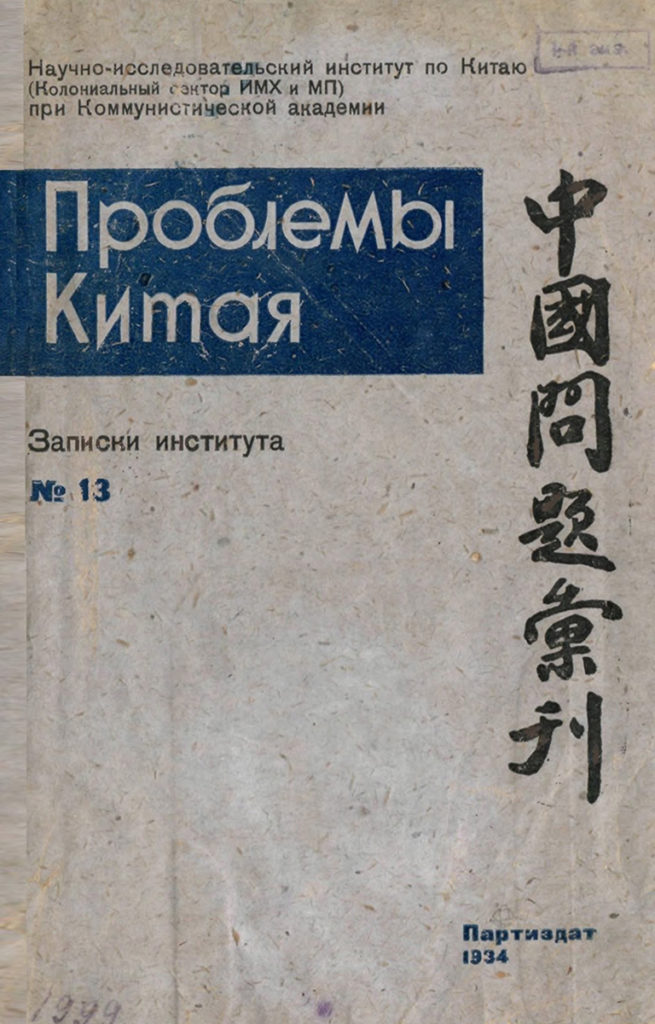 Научно-исследовательский институт по Китаю
(Колониальный сектор ИМХ и МП)
при Коммунистической академии
Проблемы
Китая
中國問題彙刊
Записки института
№ 13
Партиздат
1934
1999